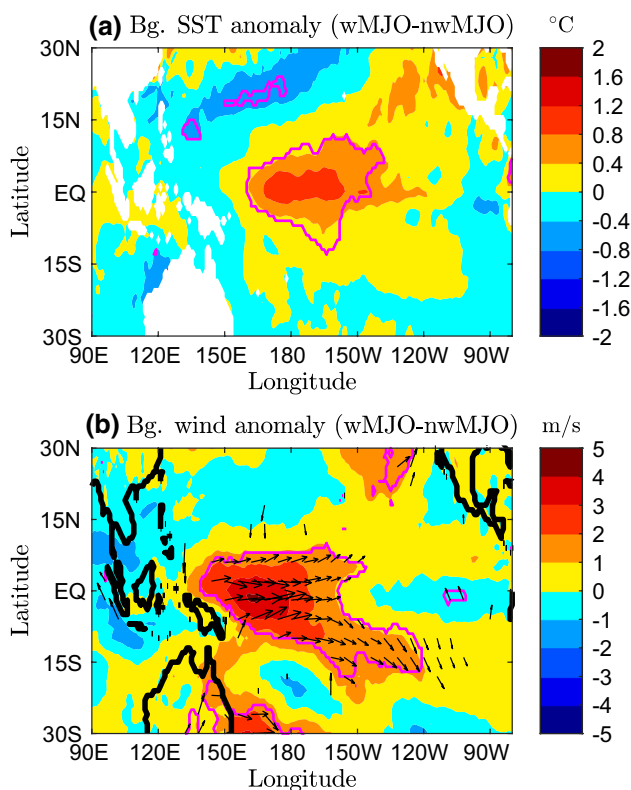 (a) Bg. SST anomaly (wMJO-nwMJO) °C
30N
15N
EQ
15S
30S
Latitude
90E 120E 150E 180 150W 120W 90W
Longitude
2
1.6
1.2
0.8
0.4
0
-0.4
-0.8
-1.2
-1.6
-2
(b) Bg. wind anomaly (wMJO-nwMJO) m/s
30N
15N
EQ
15S
30S
Latitude
90E 120E 150E 180 150W 120W 90W
Longitude
5
4
3
2
1
0
-1
-2
-3
-4
-5